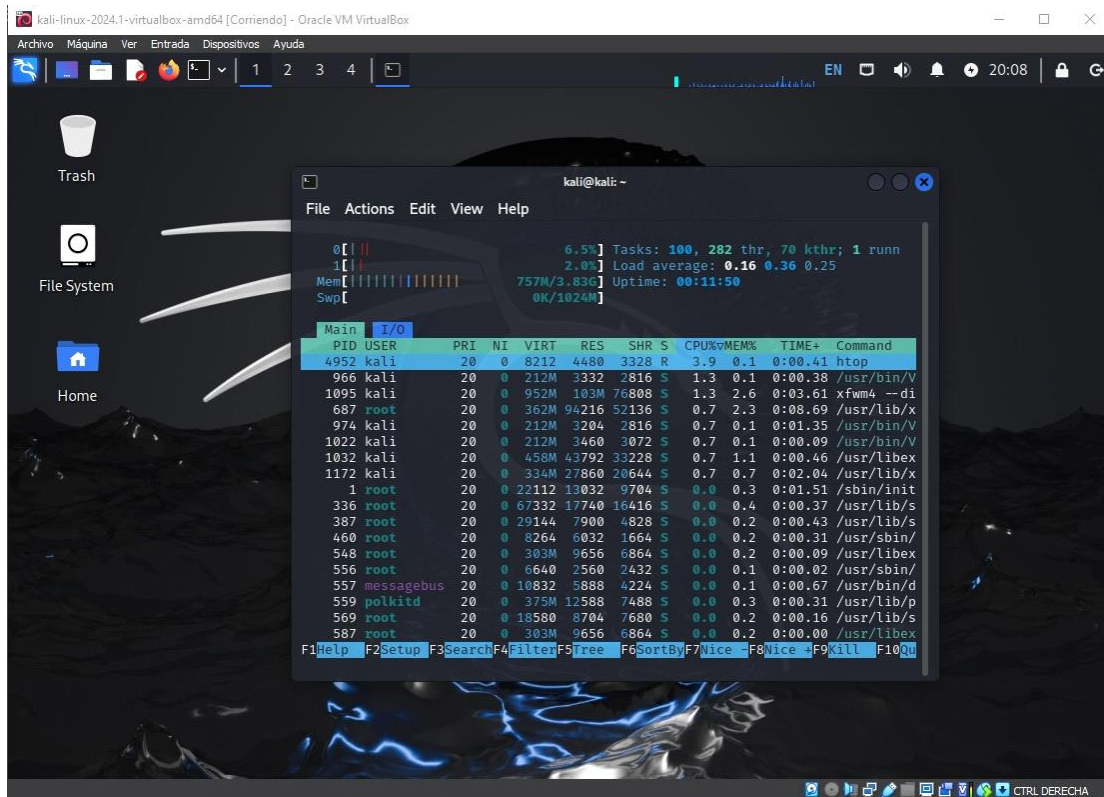 kali-linux-2024.1-virtualbox-amd64 [Corriendo] - Oracle VM VirtualBox
Archivo Máquina Ver Entrada Dispositivos Ayuda
1 2 3 4 EN 20:08
Trash
File System
Home
kali@kali: ~
File Actions Edit View Help
0[||| 6.5%] Tasks: 100, 282 thr, 70 kthr; 1 runn
1[|| 2.0%] Load average: 0.16 0.36 0.25
Mem[|||||||||||||| 757M/3.83G] Uptime: 00:11:50
Swp[ 0K/1024M]
Main I/O
PID USER PRI NI VIRT RES SHR S CPU%▽MEM% TIME+ Command
4952 kali 20 0 8212 4480 3328 R 3.9 0.1 0:00.41 htop
966 kali 20 0 212M 3332 2816 S 1.3 0.1 0:00.38 /usr/bin/V
1095 kali 20 0 952M 103M 76808 S 1.3 2.6 0:03.61 xfwm4 --di
687 root 20 0 362M 94216 52136 S 0.7 2.3 0:08.69 /usr/lib/x
974 kali 20 0 212M 3204 2816 S 0.7 0.1 0:01.35 /usr/bin/V
1022 kali 20 0 212M 3460 3072 S 0.7 0.1 0:00.09 /usr/bin/V
1032 kali 20 0 458M 43792 33228 S 0.7 1.1 0:00.46 /usr/libex
1172 kali 20 0 334M 27860 20644 S 0.7 0.7 0:02.04 /usr/lib/x
1 root 20 0 22112 13032 9704 S 0.0 0.3 0:01.51 /sbin/init
336 root 20 0 67332 17740 16416 S 0.0 0.4 0:00.37 /usr/lib/s
387 root 20 0 29144 7900 4828 S 0.0 0.2 0:00.43 /usr/lib/s
460 root 20 0 8264 6032 1664 S 0.0 0.2 0:00.31 /usr/sbin/
548 root 20 0 303M 9656 6864 S 0.0 0.2 0:00.09 /usr/libex
556 root 20 0 6640 2560 2432 S 0.0 0.1 0:00.02 /usr/sbin/
557 messagebus 20 0 10832 5888 4224 S 0.0 0.1 0:00.67 /usr/bin/d
559 polkitd 20 0 375M 12588 7488 S 0.0 0.3 0:00.31 /usr/lib/p
569 root 20 0 18580 8704 7680 S 0.0 0.2 0:00.16 /usr/lib/s
587 root 20 0 303M 9656 6864 S 0.0 0.2 0:00.00 /usr/libex
F1Help F2Setup F3SearchF4FilterF5Tree F6SortByF7Nice -F8Nice +F9Kill F10Qu
CTRL DERECHA